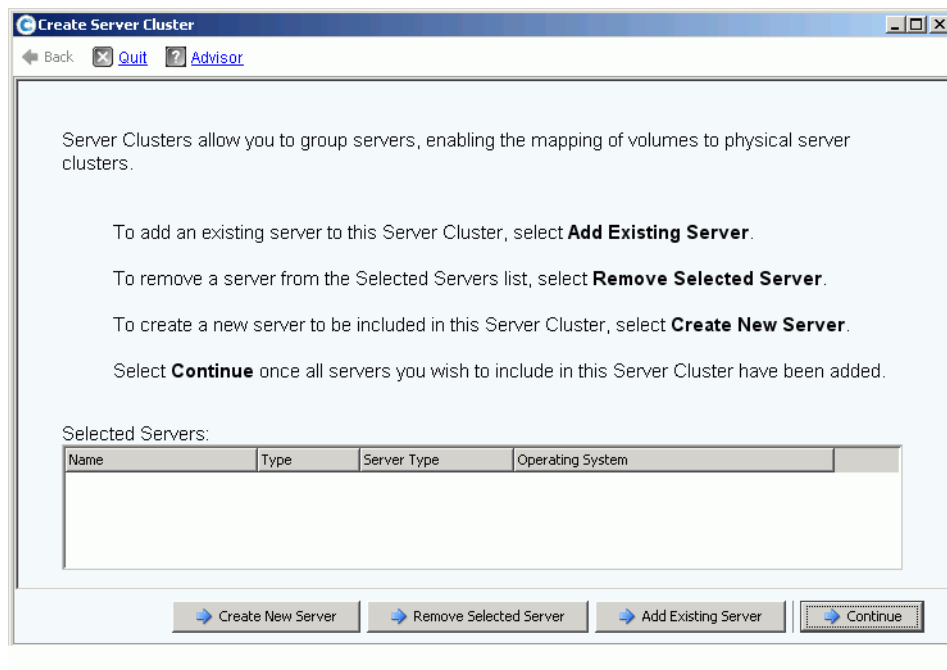 Create Server Cluster
Back Quit Advisor
Server Clusters allow you to group servers, enabling the mapping of volumes to physical server
clusters.
To add an existing server to this Server Cluster, select Add Existing Server.
To remove a server from the Selected Servers list, select Remove Selected Server.
To create a new server to be included in this Server Cluster, select Create New Server.
Select Continue once all servers you wish to include in this Server Cluster have been added.
Selected Servers:
Name Type Server Type Operating System
Create New Server Remove Selected Server Add Existing Server Continue